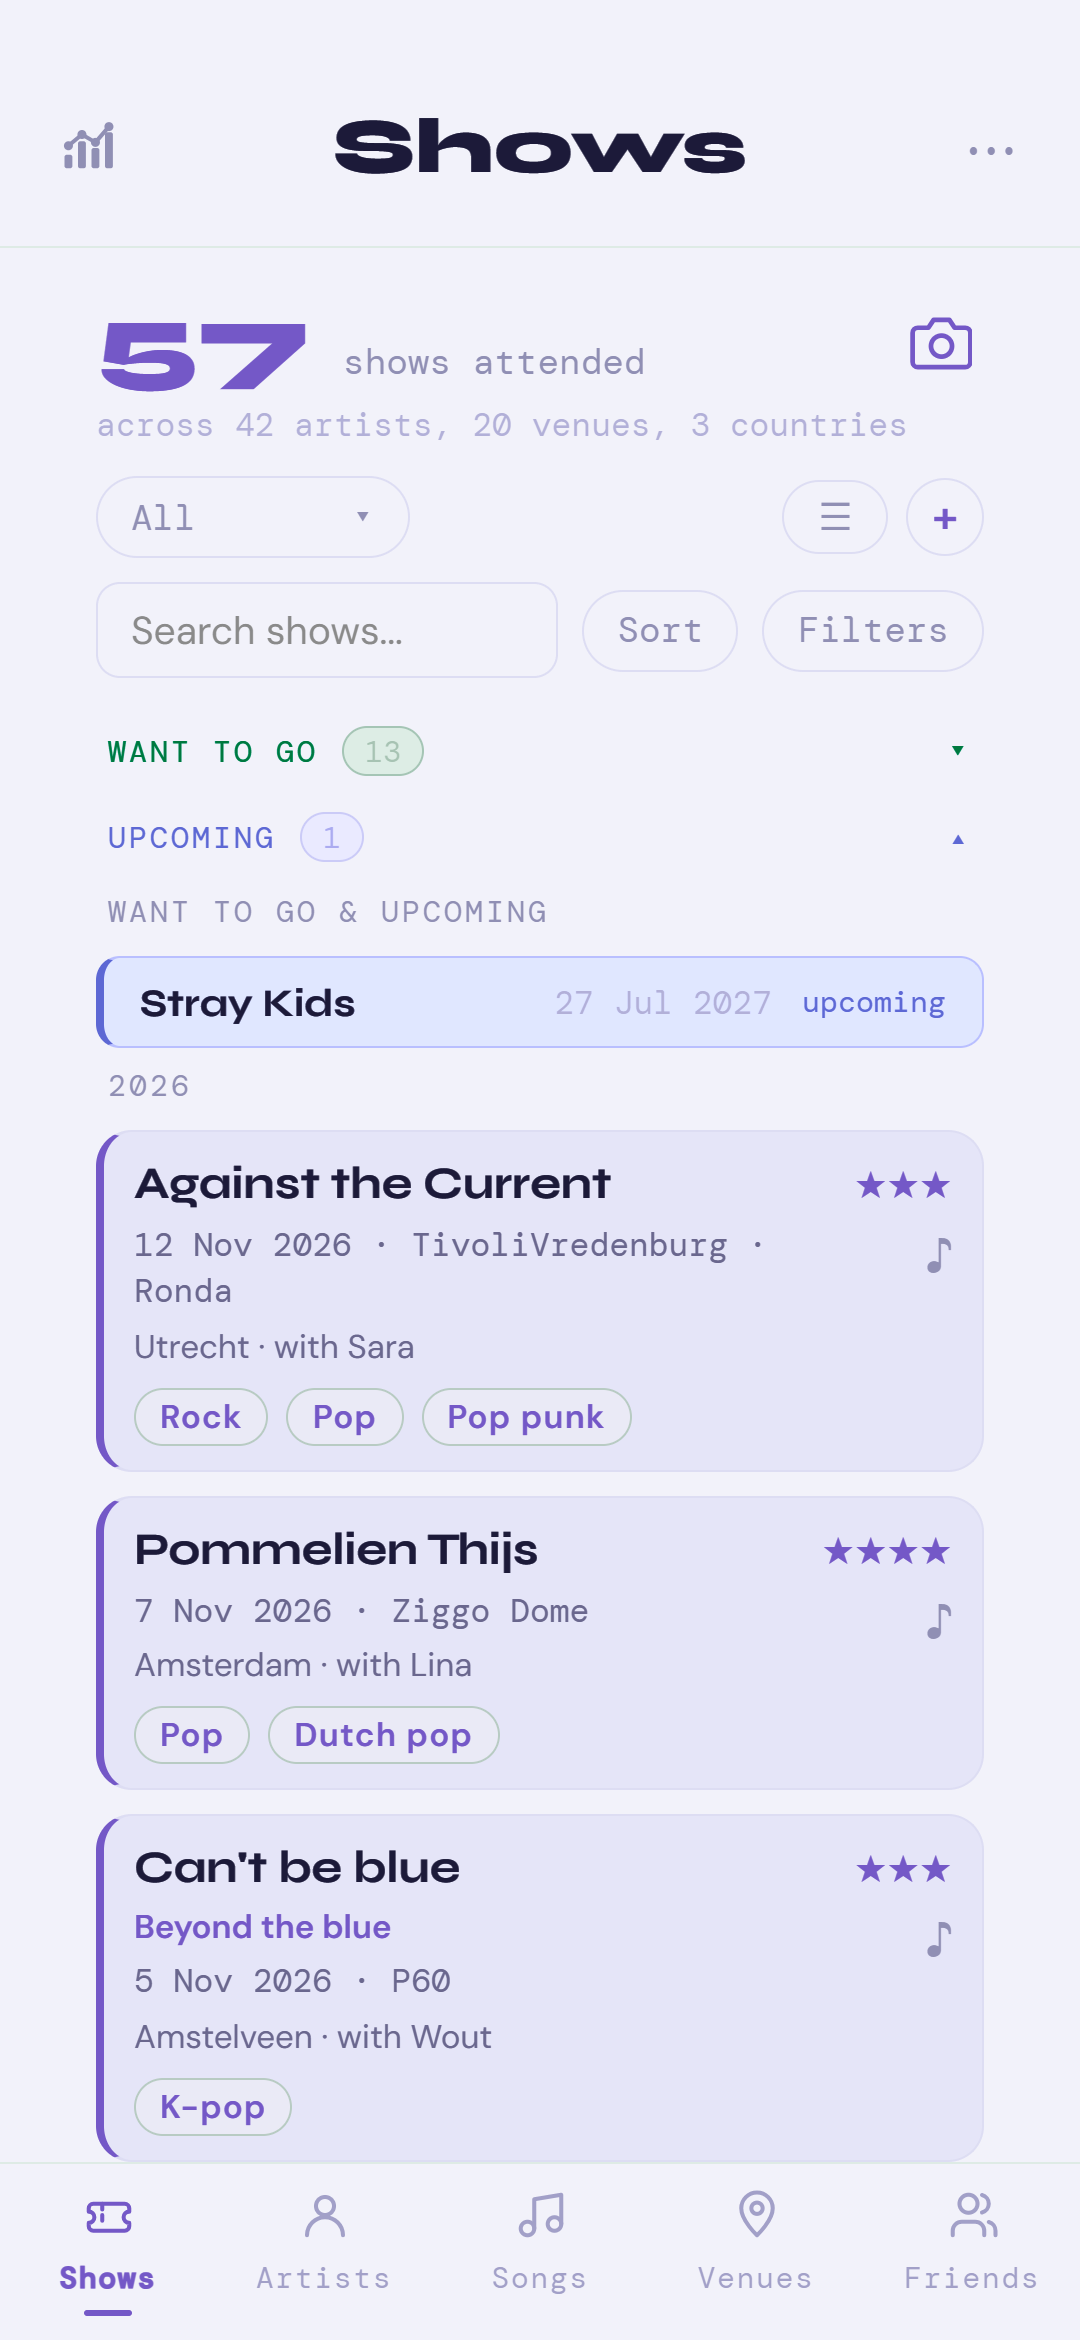 Shows
57 shows attended
across 42 artists, 20 venues, 3 countries
All
+
Search shows...
Sort
Filters
WANT TO GO 13
UPCOMING 1
WANT TO GO & UPCOMING
Stray Kids 27 Jul 2027 upcoming
2026
Against the Current ★★★
12 Nov 2026 · TivoliVredenburg ·
Ronda
Utrecht · with Sara
Rock Pop Pop punk
Pommelien Thijs ★★★★
7 Nov 2026 · Ziggo Dome
Amsterdam · with Lina
Pop Dutch pop
Can't be blue ★★★
Beyond the blue
5 Nov 2026 · P60
Amstelveen · with Wout
K-pop
Shows Artists Songs Venues Friends